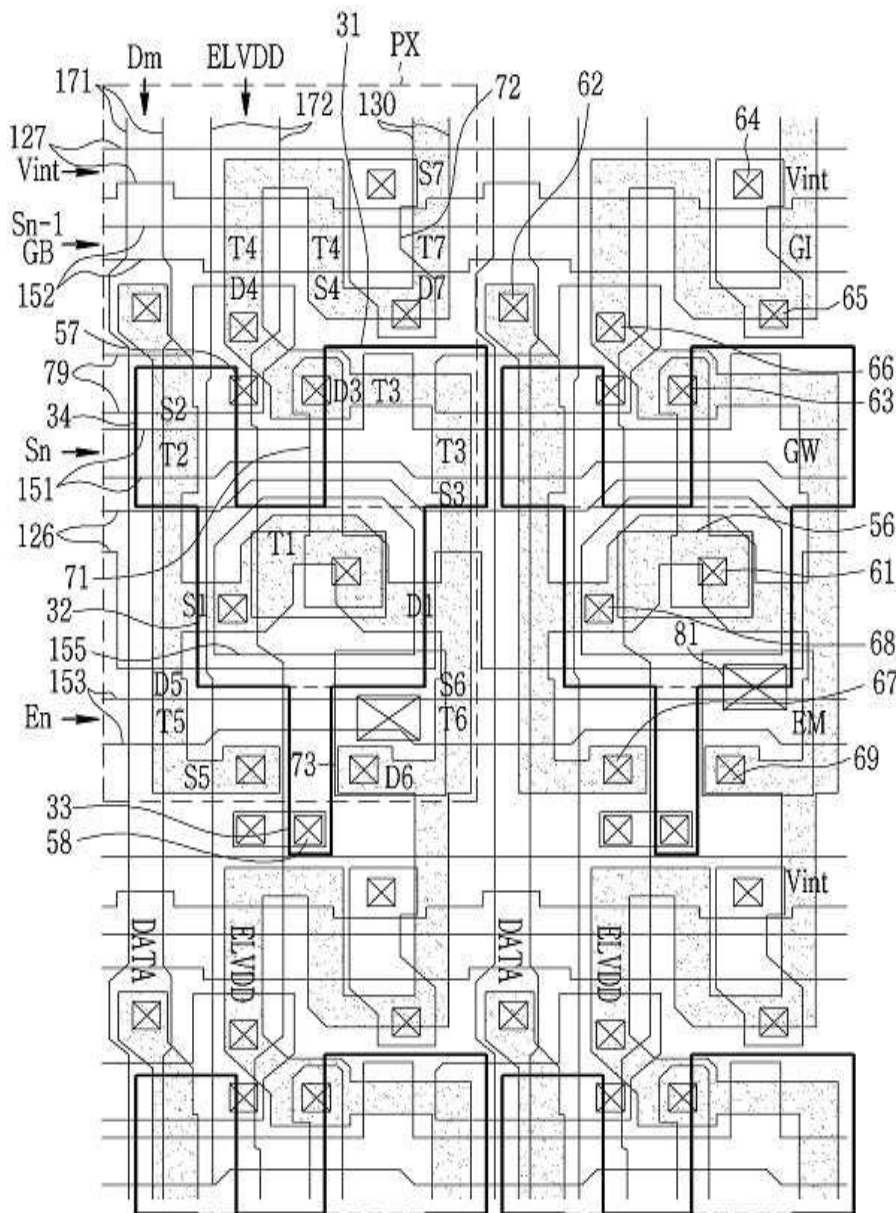 31
PX
Dm
ELVDD
62
171
172
130
72
64
127
Vint
S7
Vint
Sn-1
GB
T4
T4
T7
GI
152
D4
S4
D7
65
57
66
79
D3
T3
63
34
S2
Sn
T2
T3
GW
151
S3
126
56
T1
71
61
32
S1
D1
155
81
68
153
D5
S6
67
En
T5
T6
EM
S5
73
D6
69
33
58
Vint
DATA
ELVDD
DATA
ELVDD